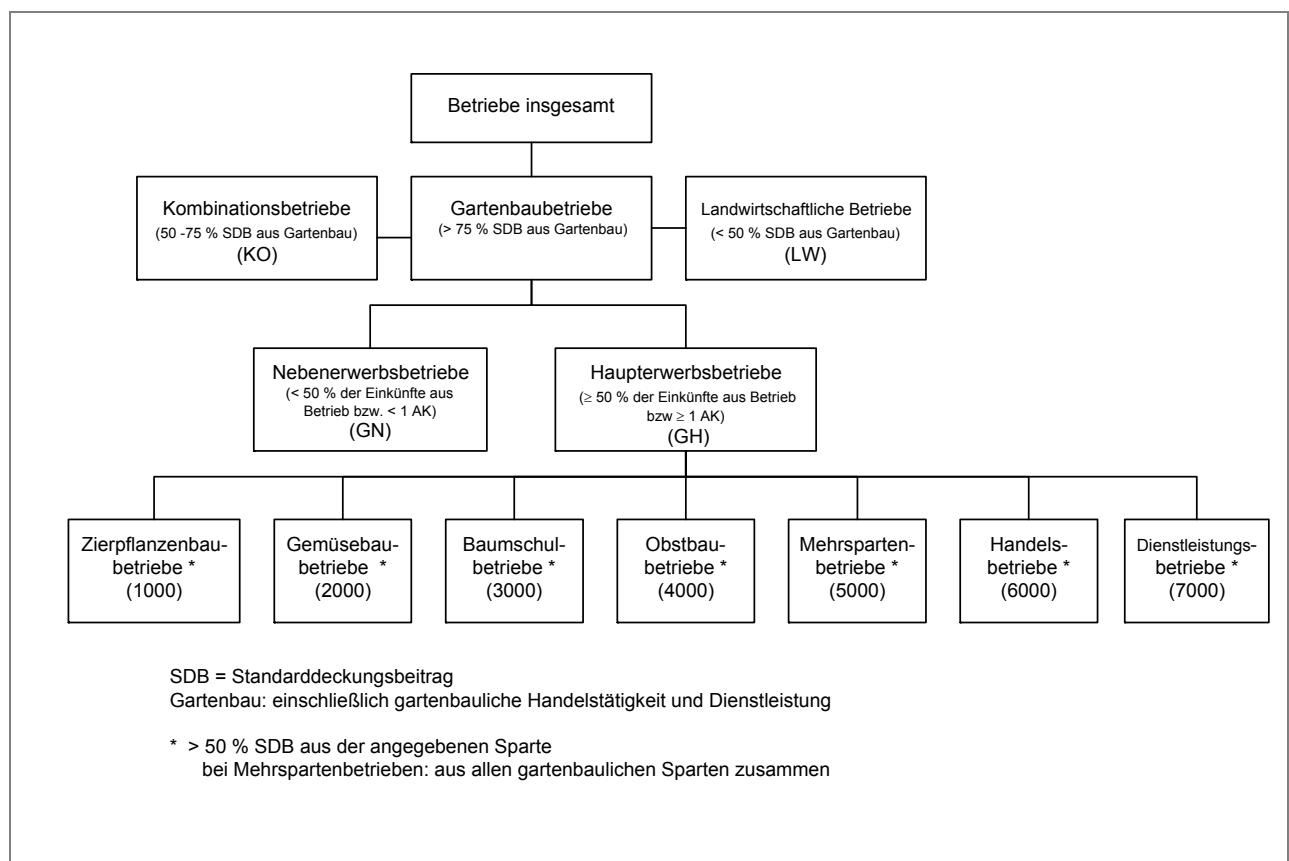 Betriebe insgesamt
Kombinationsbetriebe
(50 -75 % SDB aus Gartenbau)
(KO)
Gartenbaubetriebe
(> 75 % SDB aus Gartenbau)
Landwirtschaftliche Betriebe
(< 50 % SDB aus Gartenbau)
(LW)
Nebenerwerbsbetriebe
(< 50 % der Einkünfte aus
Betrieb bzw. < 1 AK)
(GN)
Haupterwerbsbetriebe
(≥ 50 % der Einkünfte aus Betrieb
bzw ≥ 1 AK)
(GH)
Zierpflanzenbau-
betriebe *
(1000)
Gemüsebau-
betriebe *
(2000)
Baumschul-
betriebe *
(3000)
Obstbau-
betriebe *
(4000)
Mehrsparten-
betriebe *
(5000)
Handels-
betriebe *
(6000)
Dienstleistungs-
betriebe *
(7000)
SDB = Standarddeckungsbeitrag
Gartenbau: einschließlich gartenbauliche Handelstätigkeit und Dienstleistung
* > 50 % SDB aus der angegebenen Sparte
bei Mehrspartenbetrieben: aus allen gartenbaulichen Sparten zusammen